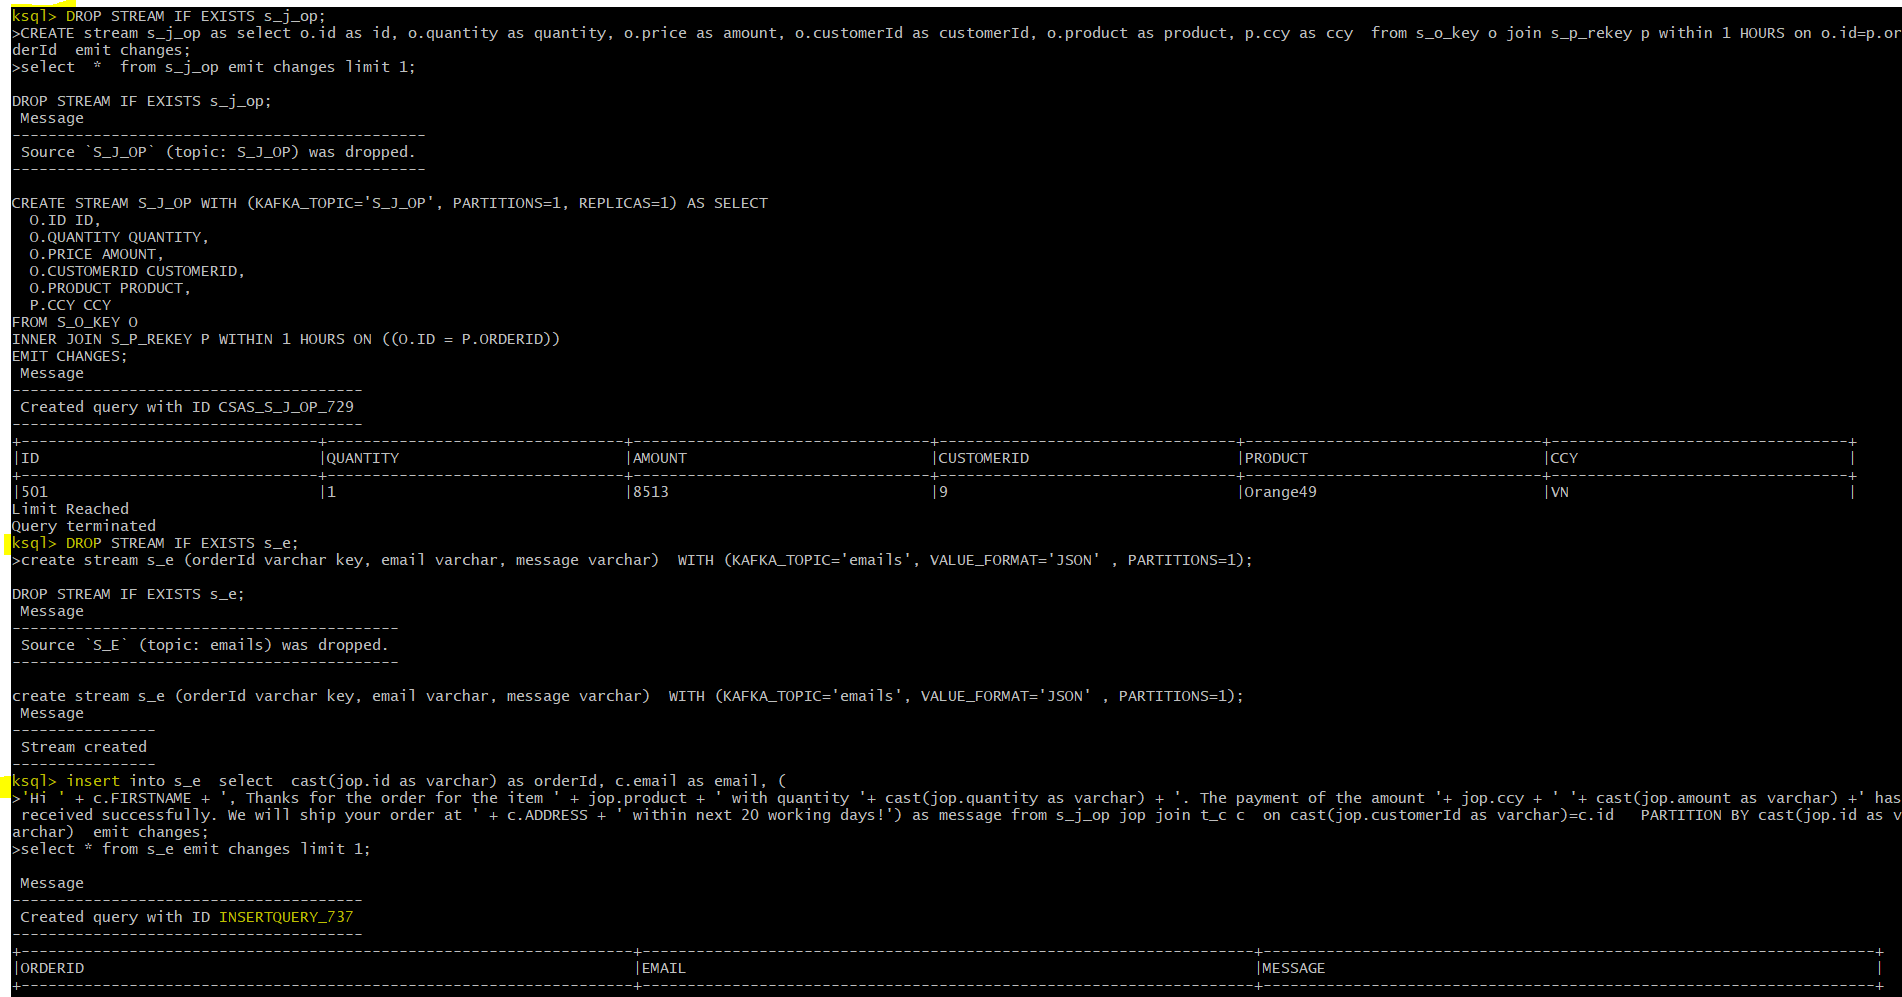 ksql> DROP STREAM IF EXISTS s_j_op;
>CREATE stream s_j_op as select o.id as id, o.quantity as quantity, o.price as amount, o.customerId as customerId, o.product as product, p.ccy as ccy  from s_o_key o join s_p_rekey p within 1 HOURS on o.id=p.or
derId  emit changes;
>select  *  from s_j_op emit changes limit 1;

DROP STREAM IF EXISTS s_j_op;
 Message
----------------------------------------------
 Source `S_J_OP` (topic: S_J_OP) was dropped.
----------------------------------------------

CREATE STREAM S_J_OP WITH (KAFKA_TOPIC='S_J_OP', PARTITIONS=1, REPLICAS=1) AS SELECT
  O.ID ID,
  O.QUANTITY QUANTITY,
  O.PRICE AMOUNT,
  O.CUSTOMERID CUSTOMERID,
  O.PRODUCT PRODUCT,
  P.CCY CCY
FROM S_O_KEY O
INNER JOIN S_P_REKEY P WITHIN 1 HOURS ON ((O.ID = P.ORDERID))
EMIT CHANGES;
 Message
---------------------------------------
 Created query with ID CSAS_S_J_OP_729
---------------------------------------
+---------------------------------+---------------------------------+---------------------------------+---------------------------------+---------------------------------+---------------------------------+
|ID |QUANTITY |AMOUNT |CUSTOMERID |PRODUCT |CCY |
+---------------------------------+---------------------------------+---------------------------------+---------------------------------+---------------------------------+---------------------------------+
|501 |1 |8513 |9 |Orange49 |VN |
Limit Reached
Query terminated
ksql> DROP STREAM IF EXISTS s_e;
>create stream s_e (orderId varchar key, email varchar, message varchar)  WITH (KAFKA_TOPIC='emails', VALUE_FORMAT='JSON' , PARTITIONS=1);

DROP STREAM IF EXISTS s_e;
 Message
-------------------------------------------
 Source `S_E` (topic: emails) was dropped.
-------------------------------------------

create stream s_e (orderId varchar key, email varchar, message varchar)  WITH (KAFKA_TOPIC='emails', VALUE_FORMAT='JSON' , PARTITIONS=1);
 Message
----------------
 Stream created
----------------
ksql> insert into s_e  select  cast(jop.id as varchar) as orderId, c.email as email, (
>'Hi ' + c.FIRSTNAME + ', Thanks for the order for the item ' + jop.product + ' with quantity '+ cast(jop.quantity as varchar) + '. The payment of the amount '+ jop.ccy + ' '+ cast(jop.amount as varchar) +' has
 received successfully. We will ship your order at ' + c.ADDRESS + ' within next 20 working days!') as message from s_j_op jop join t_c c  on cast(jop.customerId as varchar)=c.id   PARTITION BY cast(jop.id as v
archar)  emit changes;
>select * from s_e emit changes limit 1;

 Message
---------------------------------------
 Created query with ID INSERTQUERY_737
---------------------------------------
+--------------------------------------------------------------------+--------------------------------------------------------------------+--------------------------------------------------------------------+
|ORDERID |EMAIL |MESSAGE |
+--------------------------------------------------------------------+--------------------------------------------------------------------+--------------------------------------------------------------------+